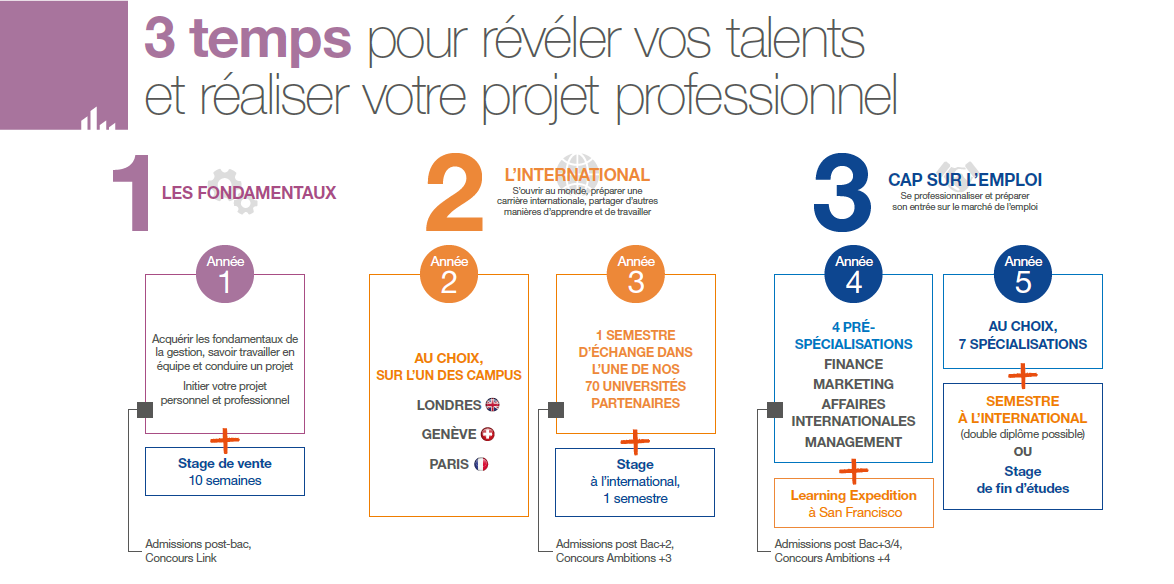 3 temps pour révéler vos talents
et réaliser votre projet professionnel
1 LES FONDAMENTAUX
2 L'INTERNATIONAL
S'ouvrir au monde, préparer une
carrière internationale, partager d'autres
manières d'apprendre et de travailler
3 CAP SUR L'EMPLOI
Se professionnaliser et préparer
son entrée sur le marché de l'emploi
Année
1
Acquérir les fondamentaux de
la gestion, savoir travailler en
équipe et conduire un projet
Initier votre projet
personnel et professionnel
+
Stage de vente
10 semaines
Admissions post-bac,
Concours Link
Année
2
AU CHOIX,
SUR L'UN DES CAMPUS
LONDRES
GENÈVE
PARIS
Année
3
1 SEMESTRE
D'ÉCHANGE DANS
L'UNE DE NOS
70 UNIVERSITÉS
PARTENAIRES
+
Stage
à l'international,
1 semestre
Admissions post Bac+2,
Concours Ambitions +3
Année
4
4 PRÉ-
SPÉCIALISATIONS
FINANCE
MARKETING
AFFAIRES
INTERNATIONALES
MANAGEMENT
+
Learning Expedition
à San Francisco
Admissions post Bac+3/4,
Concours Ambitions +4
Année
5
AU CHOIX,
7 SPÉCIALISATIONS
+
SEMESTRE
À L'INTERNATIONAL
(double diplôme possible)
OU
Stage
de fin d'études